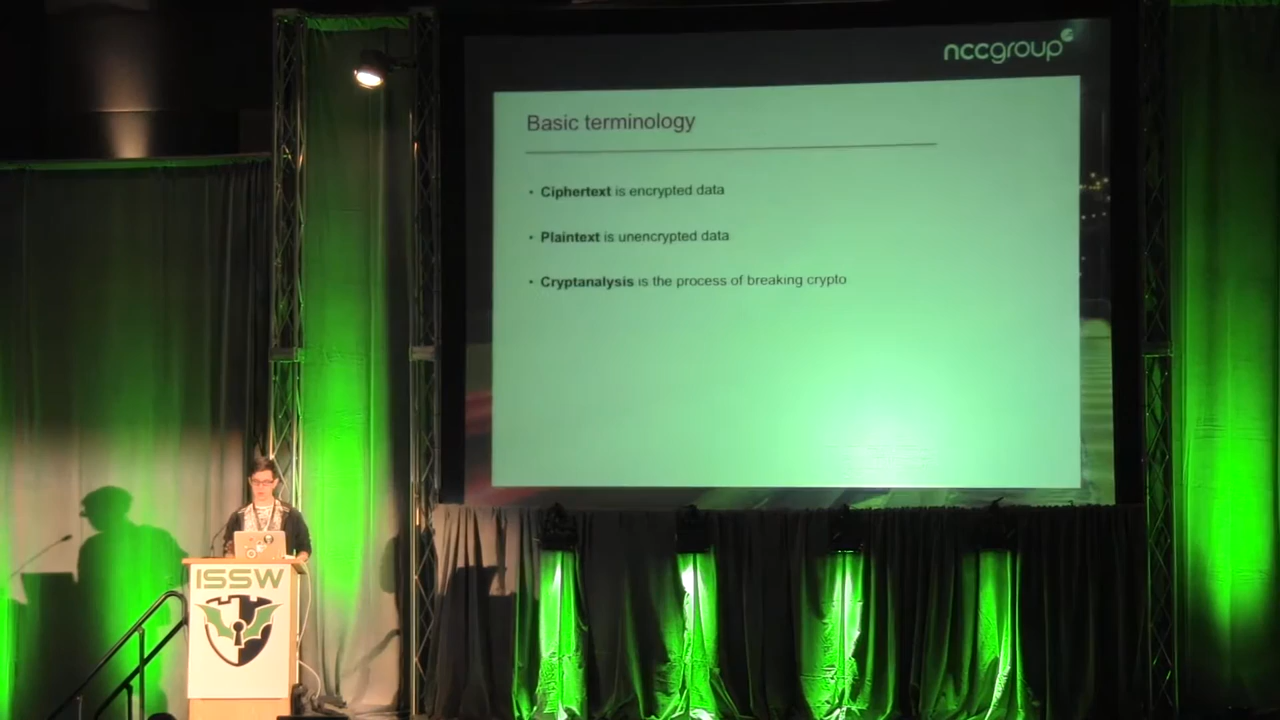 nccgroup
Basic terminology
• Ciphertext is encrypted data
• Plaintext is unencrypted data
• Cryptanalysis is the process of breaking crypto
ISSW